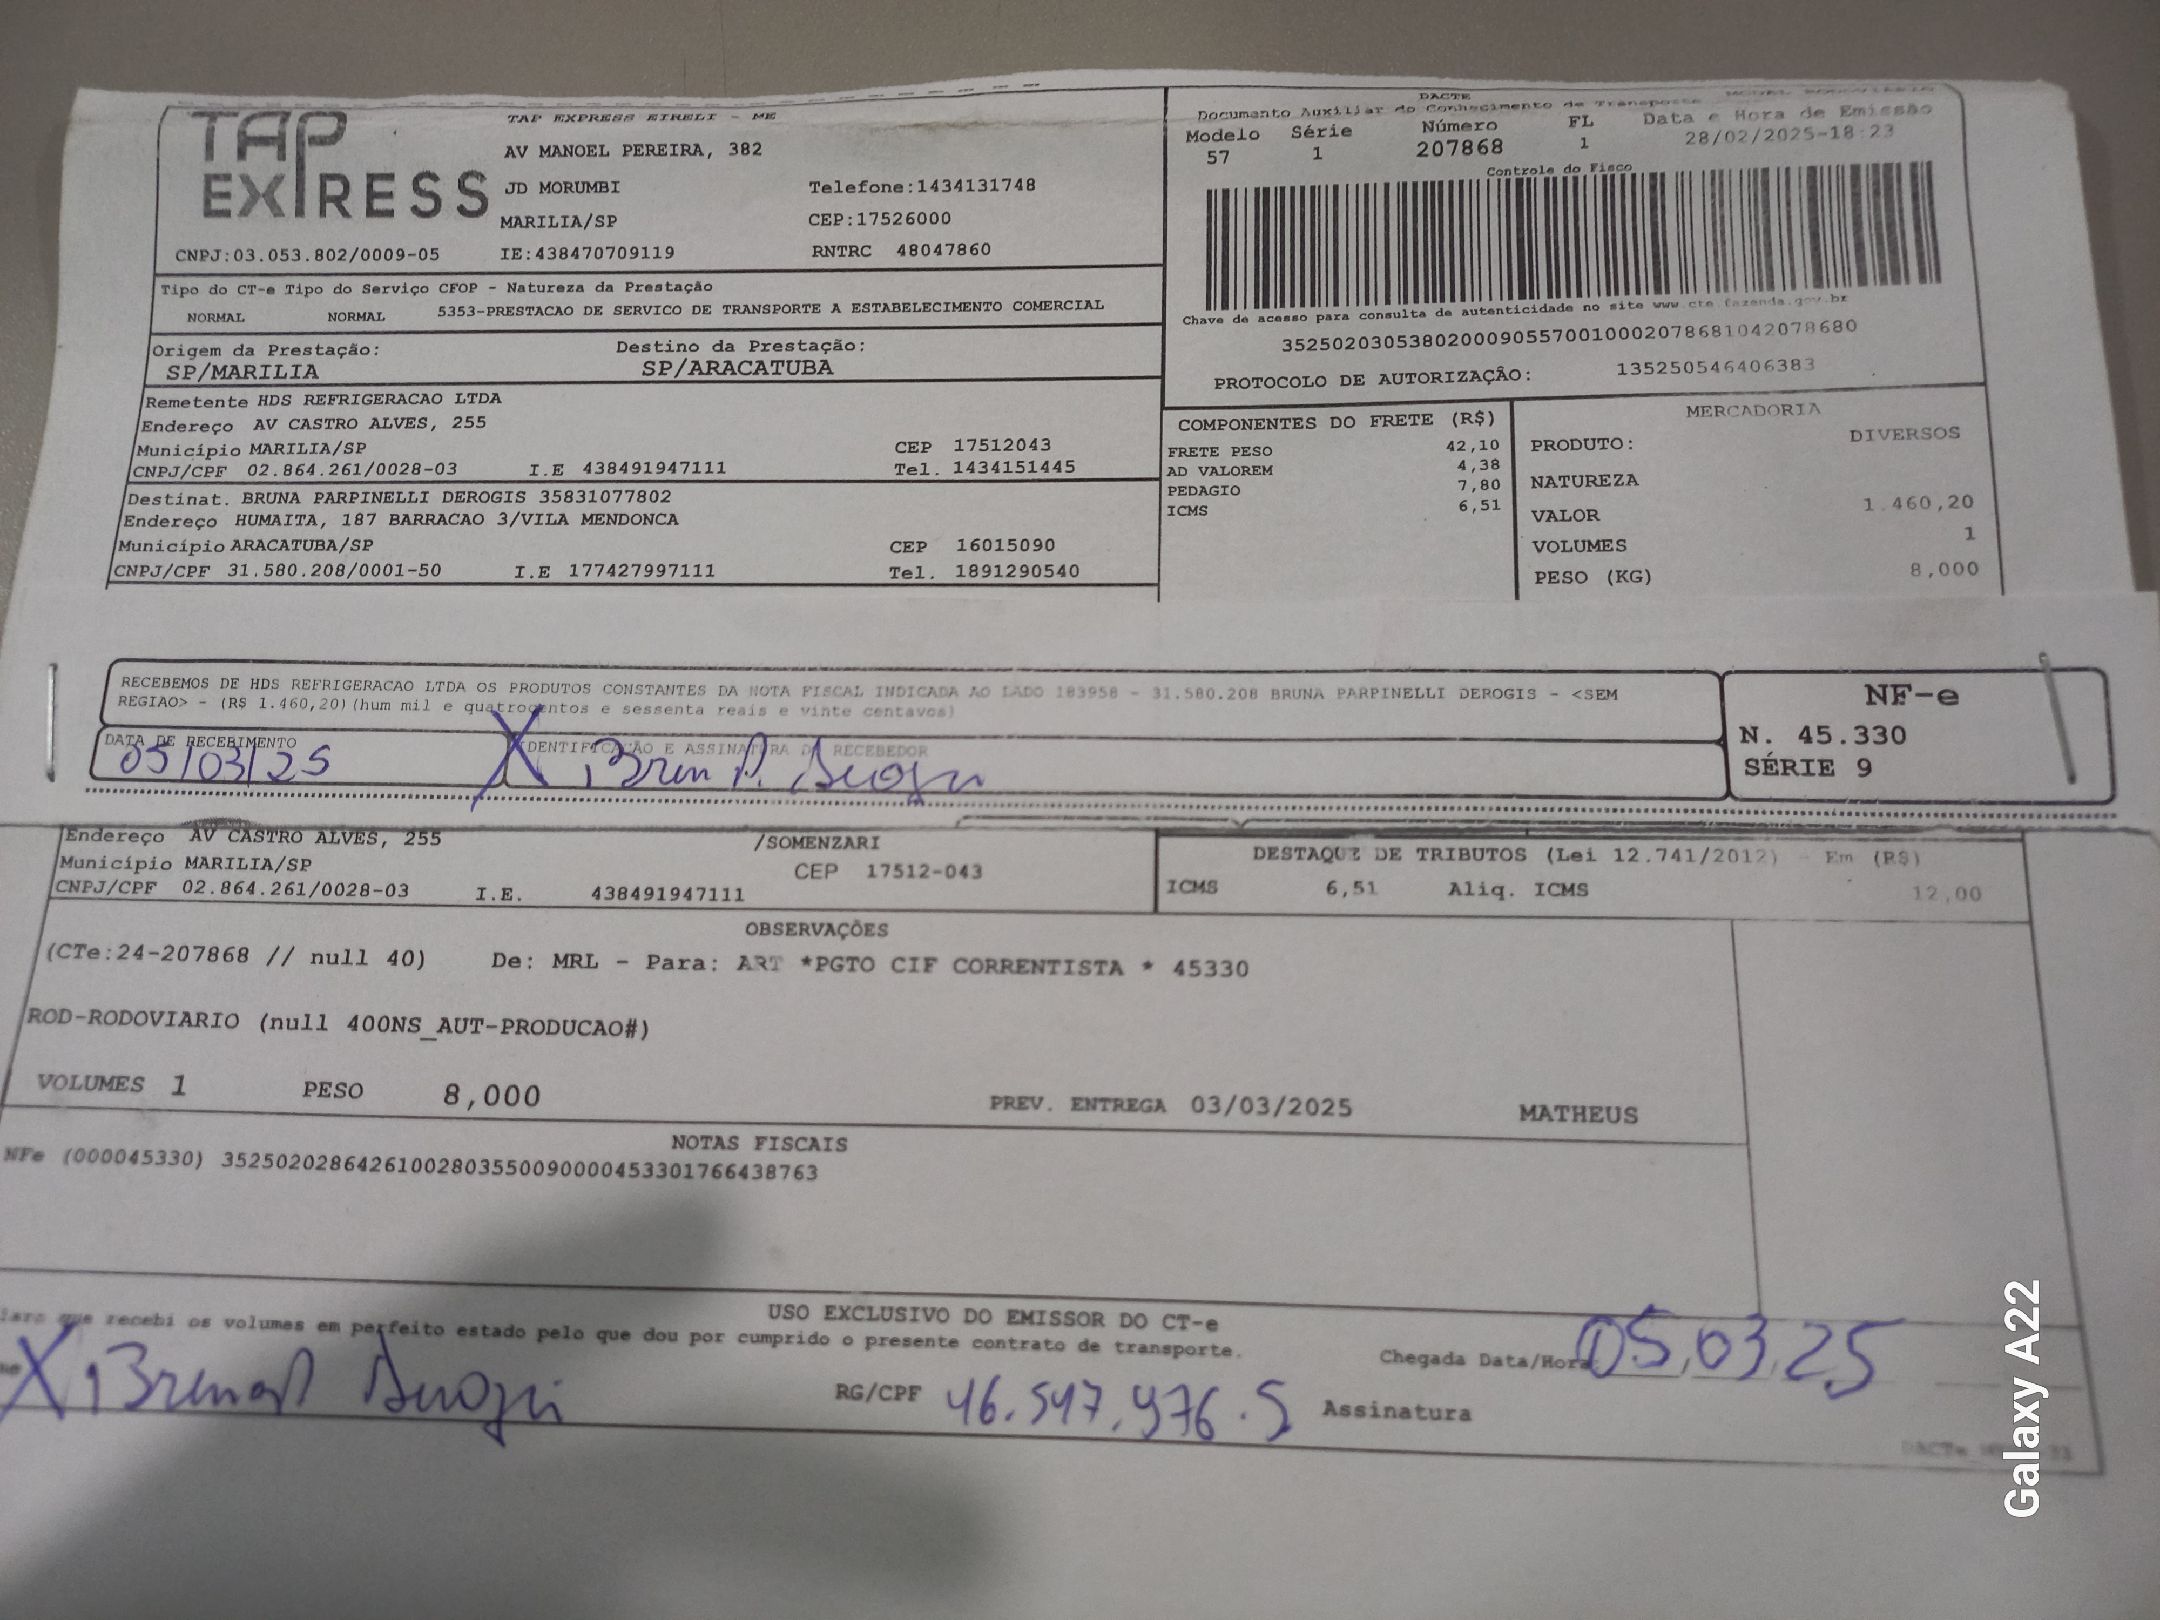 TAP EXPRESS
TAP EXPRESS EIRELI - ME
AV MANOEL PEREIRA, 382
JD MORUMBI Telefone:1434131748
MARILIA/SP CEP:17526000
CNPJ:03.053.802/0009-05 IE:438470709119 RNTRC 48047860
DACTE
Documento Auxiliar do Conhecimento de Transporte
Modelo Série Número FL Data e Hora de Emissão
57 1 207868 1 28/02/2025-18:23
Controle do Fisco
Chave de acesso para consulta de autenticidade no site www.cte.fazenda.gov.br
35250203053802000905570010002078681042078680
PROTOCOLO DE AUTORIZAÇÃO: 135250546406383
Tipo do CT-e Tipo do Serviço CFOP - Natureza da Prestação
NORMAL NORMAL 5353-PRESTACAO DE SERVICO DE TRANSPORTE A ESTABELECIMENTO COMERCIAL
Origem da Prestação: Destino da Prestação:
SP/MARILIA SP/ARACATUBA
Remetente HDS REFRIGERACAO LTDA
Endereço AV CASTRO ALVES, 255
Município MARILIA/SP CEP 17512043
CNPJ/CPF 02.864.261/0028-03 I.E 438491947111 Tel. 1434151445
Destinat. BRUNA PARPINELLI DEROGIS 35831077802
Endereço HUMAITA, 187 BARRACAO 3/VILA MENDONCA
Município ARACATUBA/SP CEP 16015090
CNPJ/CPF 31.580.208/0001-50 I.E 177427997111 Tel. 1891290540
COMPONENTES DO FRETE (R$)
FRETE PESO 42,10
AD VALOREM 4,38
PEDAGIO 7,80
ICMS 6,51
MERCADORIA
PRODUTO: DIVERSOS
NATUREZA
VALOR 1.460,20
VOLUMES 1
PESO (KG) 8,000
RECEBEMOS DE HDS REFRIGERACAO LTDA OS PRODUTOS CONSTANTES DA NOTA FISCAL INDICADA AO LADO 183958 - 31.580.208 BRUNA PARPINELLI DEROGIS - <SEM
REGIAO> - (R$ 1.460,20)(hum mil e quatrocentos e sessenta reais e vinte centavos)
DATA DE RECEBIMENTO IDENTIFICAÇÃO E ASSINATURA DO RECEBEDOR
05/03/25 X
NF-e
N. 45.330
SÉRIE 9
Endereço AV CASTRO ALVES, 255 /SOMENZARI
Município MARILIA/SP CEP 17512-043
CNPJ/CPF 02.864.261/0028-03 I.E. 438491947111
DESTAQUE DE TRIBUTOS (Lei 12.741/2012) - Em (R$)
ICMS 6,51 Aliq. ICMS 12,00
OBSERVAÇÕES
(CTe:24-207868 // null 40) De: MRL - Para: ART *PGTO CIF CORRENTISTA * 45330
ROD-RODOVIARIO (null 400NS_AUT-PRODUCAO#)
VOLUMES 1 PESO 8,000 PREV. ENTREGA 03/03/2025 MATHEUS
NOTAS FISCAIS
NFe (000045330) 35250202864261002803550090000453301766438763
USO EXCLUSIVO DO EMISSOR DO CT-e
que recebi os volumes em perfeito estado pelo que dou por cumprido o presente contrato de transporte.
Chegada Data/Hora 05,03,25
X RG/CPF 46.547.976.5 Assinatura
Galaxy A22